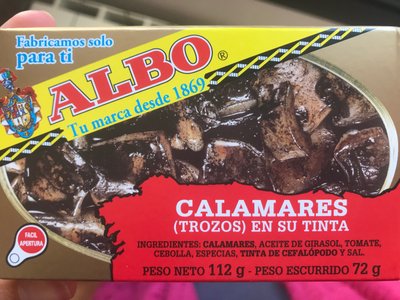 Fabricamos solo
para ti
ALBO®
Tu marca desde 1869
CALAMARES
(TROZOS) EN SU TINTA
INGREDIENTES: CALAMARES, ACEITE DE GIRASOL, TOMATE,
CEBOLLA, ESPECIAS, TINTA DE CEFALÓPODO Y SAL.
PESO NETO 112 g - PESO ESCURRIDO 72 g
FACIL
APERTURA